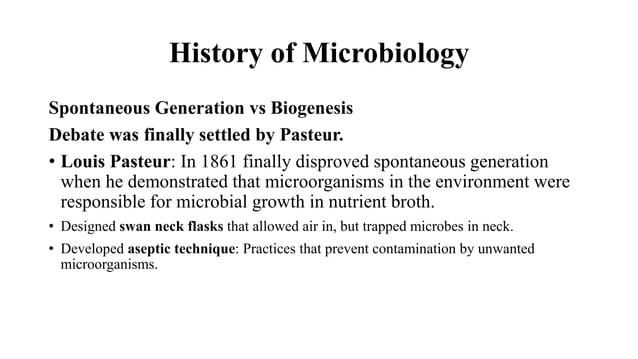 History of Microbiology
Spontaneous Generation vs Biogenesis
Debate was finally settled by Pasteur.
• Louis Pasteur: In 1861 finally disproved spontaneous generation
when he demonstrated that microorganisms in the environment were
responsible for microbial growth in nutrient broth.
• Designed swan neck flasks that allowed air in, but trapped microbes in neck.
• Developed aseptic technique: Practices that prevent contamination by unwanted
microorganisms.